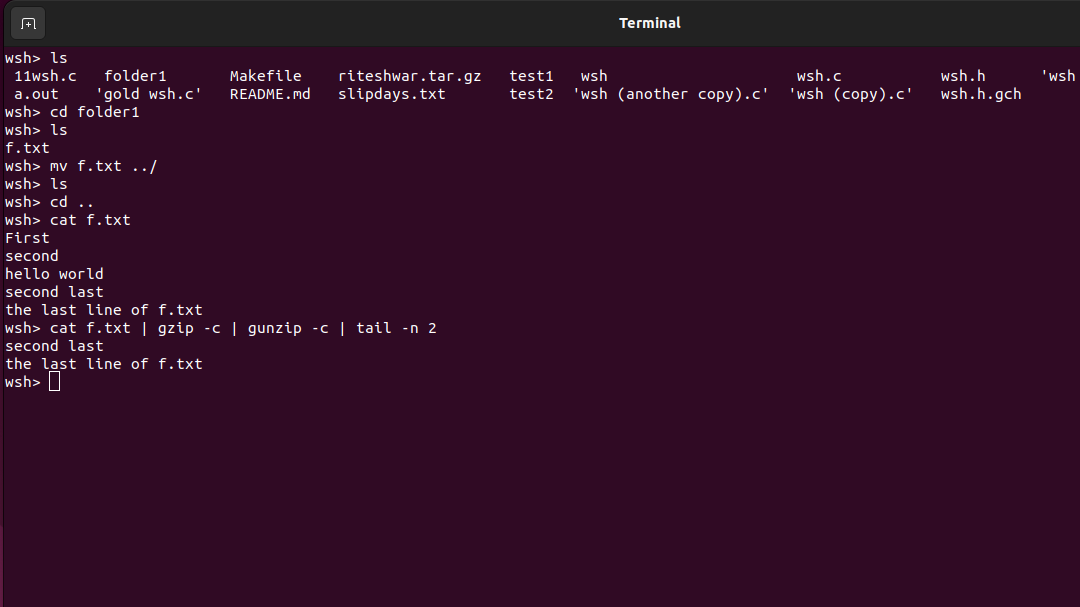 Terminal
wsh> ls
11wsh.c folder1 Makefile riteshwar.tar.gz test1 wsh wsh.c wsh.h 'wsh
a.out 'gold wsh.c' README.md slipdays.txt test2 'wsh (another copy).c' 'wsh (copy).c' wsh.h.gch
wsh> cd folder1
wsh> ls
f.txt
wsh> mv f.txt ../
wsh> ls
wsh> cd ..
wsh> cat f.txt
First
second
hello world
second last
the last line of f.txt
wsh> cat f.txt | gzip -c | gunzip -c | tail -n 2
second last
the last line of f.txt
wsh>